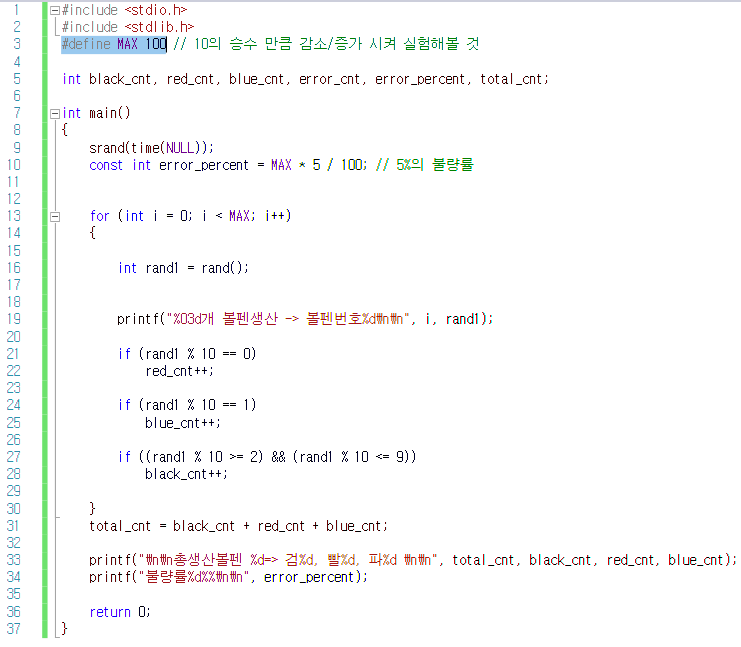 1 #include <stdio.h>
2 #include <stdlib.h>
3 #define MAX 100 // 10의 승수 만큼 감소/증가 시켜 실험해볼 것
4
5 int black_cnt, red_cnt, blue_cnt, error_cnt, error_percent, total_cnt;
6
7 int main()
8 {
9 srand(time(NULL));
10 const int error_percent = MAX * 5 / 100; // 5%의 불량률
11
12
13 for (int i = 0; i < MAX; i++)
14 {
15
16 int rand1 = rand();
17
18
19 printf("%03d개 볼펜생산 -> 볼펜번호%d₩n₩n", i, rand1);
20
21 if (rand1 % 10 == 0)
22 red_cnt++;
23
24 if (rand1 % 10 == 1)
25 blue_cnt++;
26
27 if ((rand1 % 10 >= 2) && (rand1 % 10 <= 9))
28 black_cnt++;
29
30 }
31 total_cnt = black_cnt + red_cnt + blue_cnt;
32
33 printf("₩n₩n총생산볼펜 %d=> 검%d, 빨%d, 파%d ₩n₩n", total_cnt, black_cnt, red_cnt, blue_cnt);
34 printf("불량률%d%%₩n₩n", error_percent);
35
36 return 0;
37 }